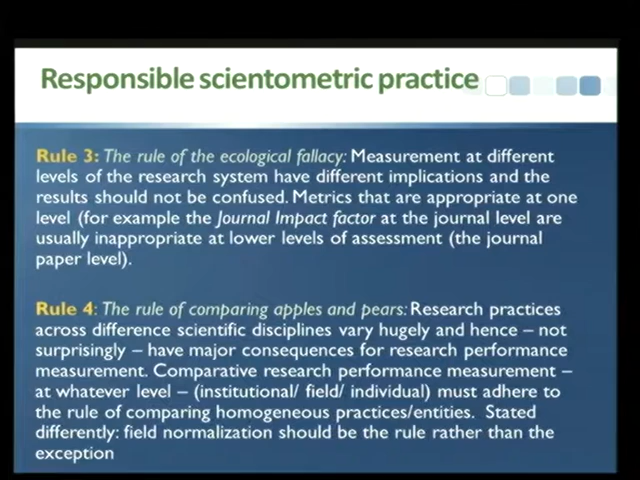 Responsible scientometric practice
Rule 3: The rule of the ecological fallacy: Measurement at different
levels of the research system have different implications and the
results should not be confused. Metrics that are appropriate at one
level (for example the Journal Impact factor at the journal level are
usually inappropriate at lower levels of assessment (the journal
paper level).
Rule 4: The rule of comparing apples and pears: Research practices
across difference scientific disciplines vary hugely and hence – not
surprisingly – have major consequences for research performance
measurement. Comparative research performance measurement –
at whatever level – (institutional/ field/ individual) must adhere to
the rule of comparing homogeneous practices/entities. Stated
differently: field normalization should be the rule rather than the
exception